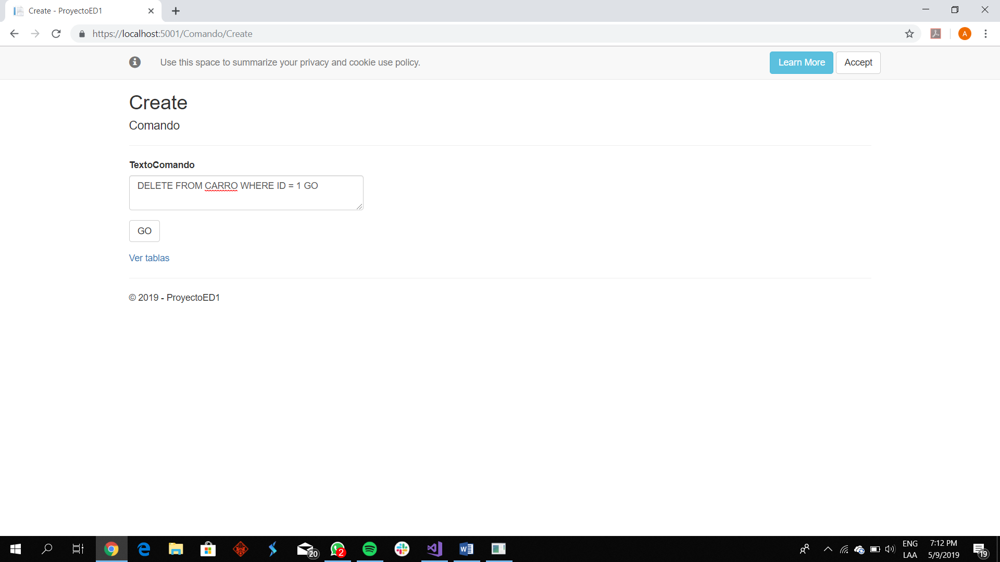 Create - ProyectoED1
https://localhost:5001/Comando/Create
A
Use this space to summarize your privacy and cookie use policy.
Learn More
Accept
Create
Comando
TextoComando
DELETE FROM CARRO WHERE ID = 1 GO
GO
Ver tablas
© 2019 - ProyectoED1
20
2
W
ENG
LAA
7:12 PM
5/9/2019
19